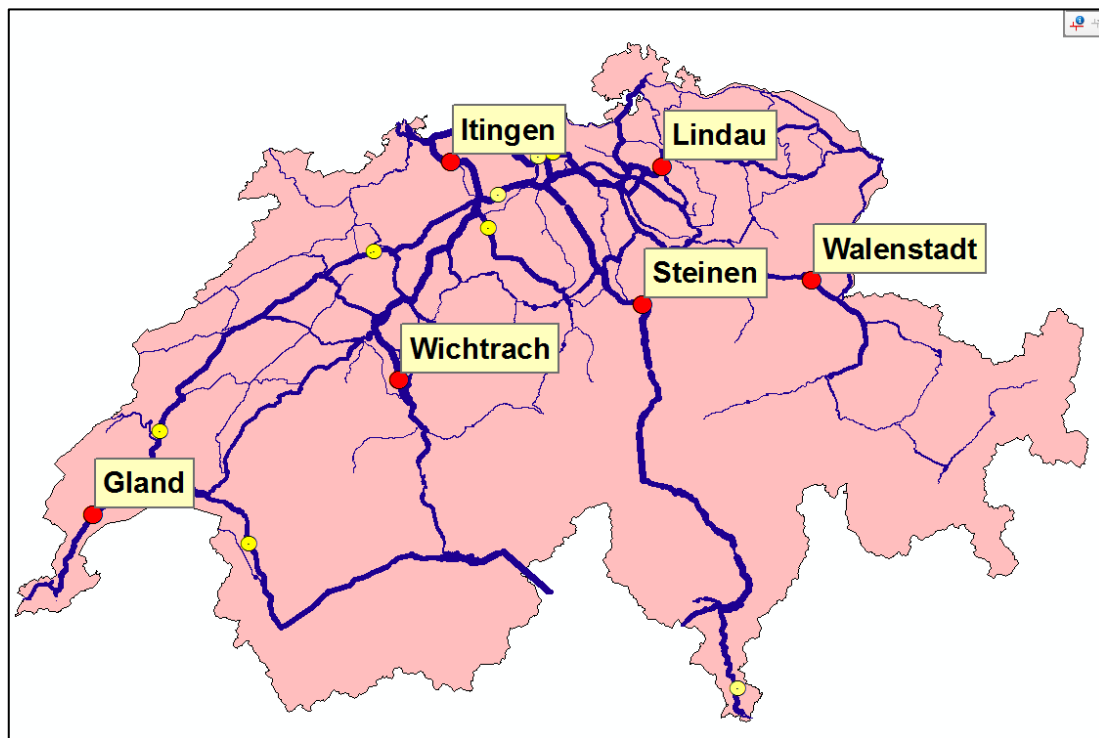 Itingen
Lindau
Walenstadt
Steinen
Wichtrach
Gland